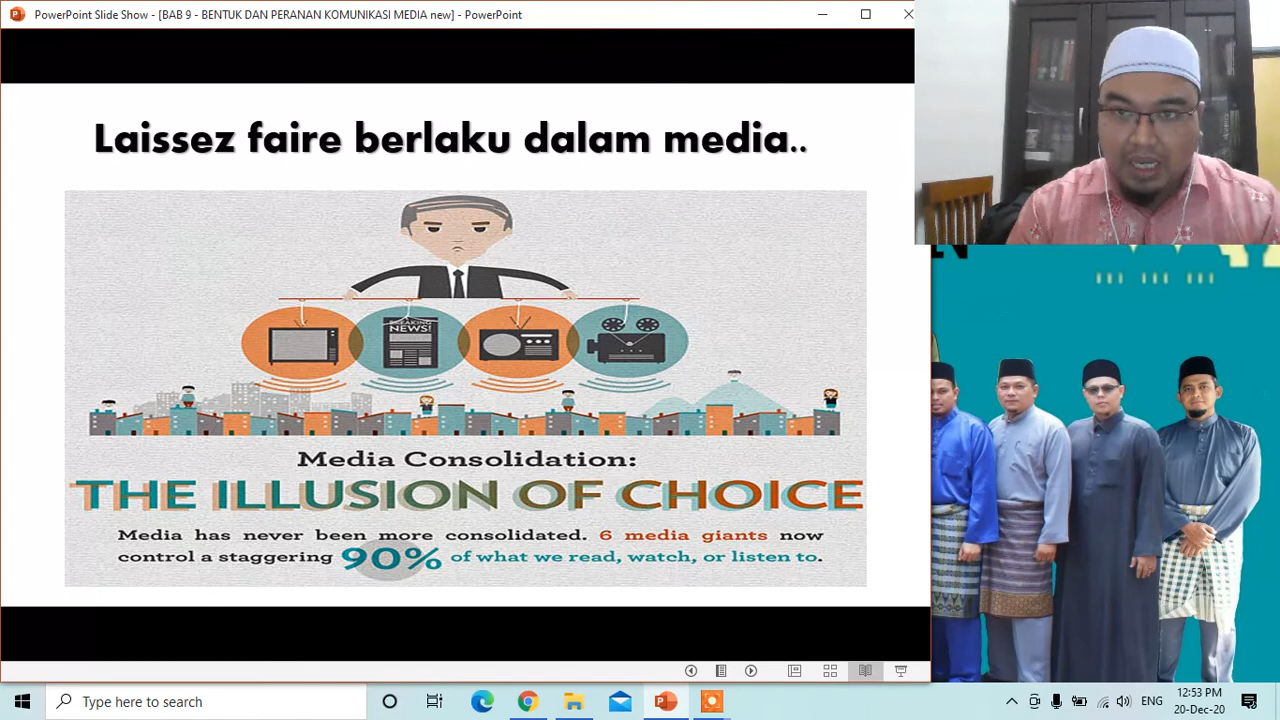 PowerPoint Slide Show - [BAB 9 - BENTUK DAN PERANAN KOMUNIKASI MEDIA new] - PowerPoint
Laissez faire berlaku dalam media..
BREAKING
NEWS!
Media Consolidation:
THE ILLUSION OF CHOICE
Media has never been more consolidated. 6 media giants now
control a staggering 90% of what we read, watch, or listen to.
Type here to search
ENG
12:53 PM
20-Dec-20